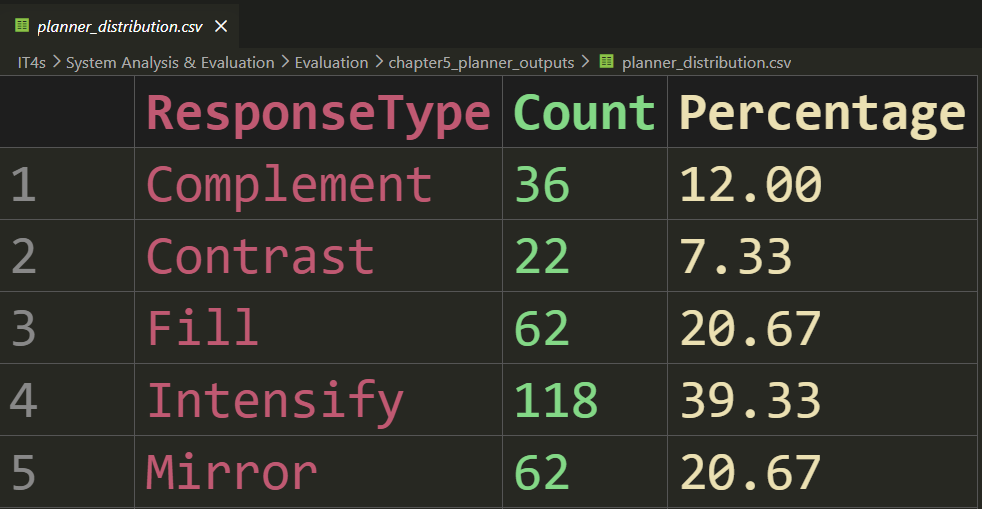 planner_distribution.csv
IT4s > System Analysis & Evaluation > Evaluation > chapter5_planner_outputs > planner_distribution.csv
ResponseType Count Percentage
1 Complement 36 12.00
2 Contrast 22 7.33
3 Fill 62 20.67
4 Intensify 118 39.33
5 Mirror 62 20.67